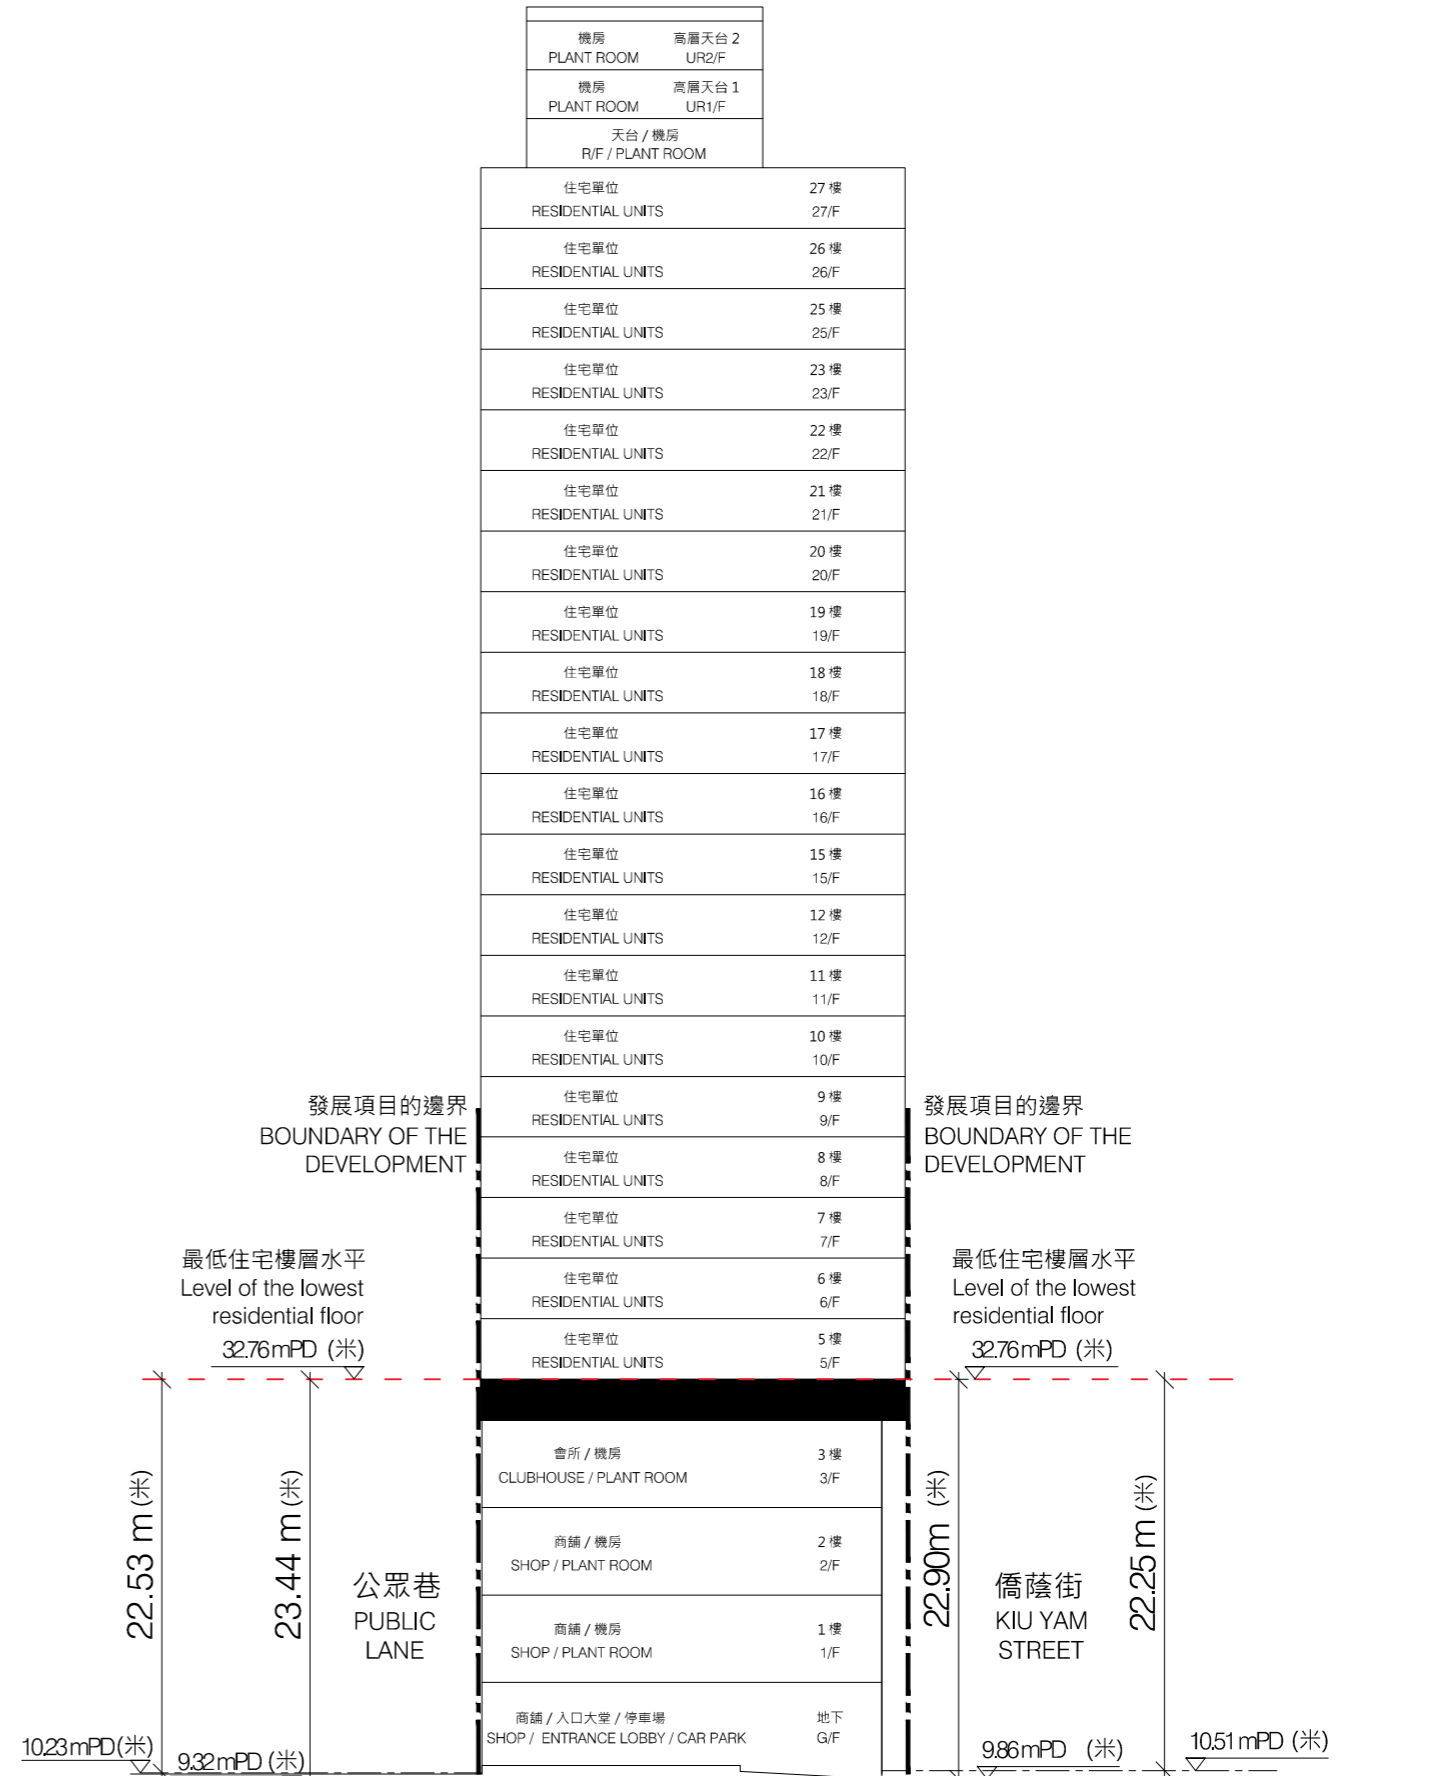 機房 高層天台 2
PLANT ROOM UR2/F
機房 高層天台 1
PLANT ROOM UR1/F
天台 / 機房
R/F / PLANT ROOM
住宅單位 27 樓
RESIDENTIAL UNITS 27/F
住宅單位 26 樓
RESIDENTIAL UNITS 26/F
住宅單位 25 樓
RESIDENTIAL UNITS 25/F
住宅單位 23 樓
RESIDENTIAL UNITS 23/F
住宅單位 22 樓
RESIDENTIAL UNITS 22/F
住宅單位 21 樓
RESIDENTIAL UNITS 21/F
住宅單位 20 樓
RESIDENTIAL UNITS 20/F
住宅單位 19 樓
RESIDENTIAL UNITS 19/F
住宅單位 18 樓
RESIDENTIAL UNITS 18/F
住宅單位 17 樓
RESIDENTIAL UNITS 17/F
住宅單位 16 樓
RESIDENTIAL UNITS 16/F
住宅單位 15 樓
RESIDENTIAL UNITS 15/F
住宅單位 12 樓
RESIDENTIAL UNITS 12/F
住宅單位 11 樓
RESIDENTIAL UNITS 11/F
住宅單位 10 樓
RESIDENTIAL UNITS 10/F
住宅單位 9 樓
RESIDENTIAL UNITS 9/F
住宅單位 8 樓
RESIDENTIAL UNITS 8/F
住宅單位 7 樓
RESIDENTIAL UNITS 7/F
住宅單位 6 樓
RESIDENTIAL UNITS 6/F
住宅單位 5 樓
RESIDENTIAL UNITS 5/F
會所 / 機房 3 樓
CLUBHOUSE / PLANT ROOM 3/F
商舖 / 機房 2 樓
SHOP / PLANT ROOM 2/F
商舖 / 機房 1 樓
SHOP / PLANT ROOM 1/F
商舖 / 入口大堂 / 停車場 地下
SHOP / ENTRANCE LOBBY / CAR PARK G/F
發展項目的邊界
BOUNDARY OF THE
DEVELOPMENT
最低住宅樓層水平
Level of the lowest
residential floor
32.76mPD (米)
22.53 m (米)
23.44 m (米)
公眾巷
PUBLIC
LANE
10.23mPD(米)
9.32mPD (米)
發展項目的邊界
BOUNDARY OF THE
DEVELOPMENT
最低住宅樓層水平
Level of the lowest
residential floor
32.76mPD (米)
22.90m (米)
僑蔭街
KIU YAM
STREET
22.25m (米)
9.86mPD (米)
10.51mPD (米)